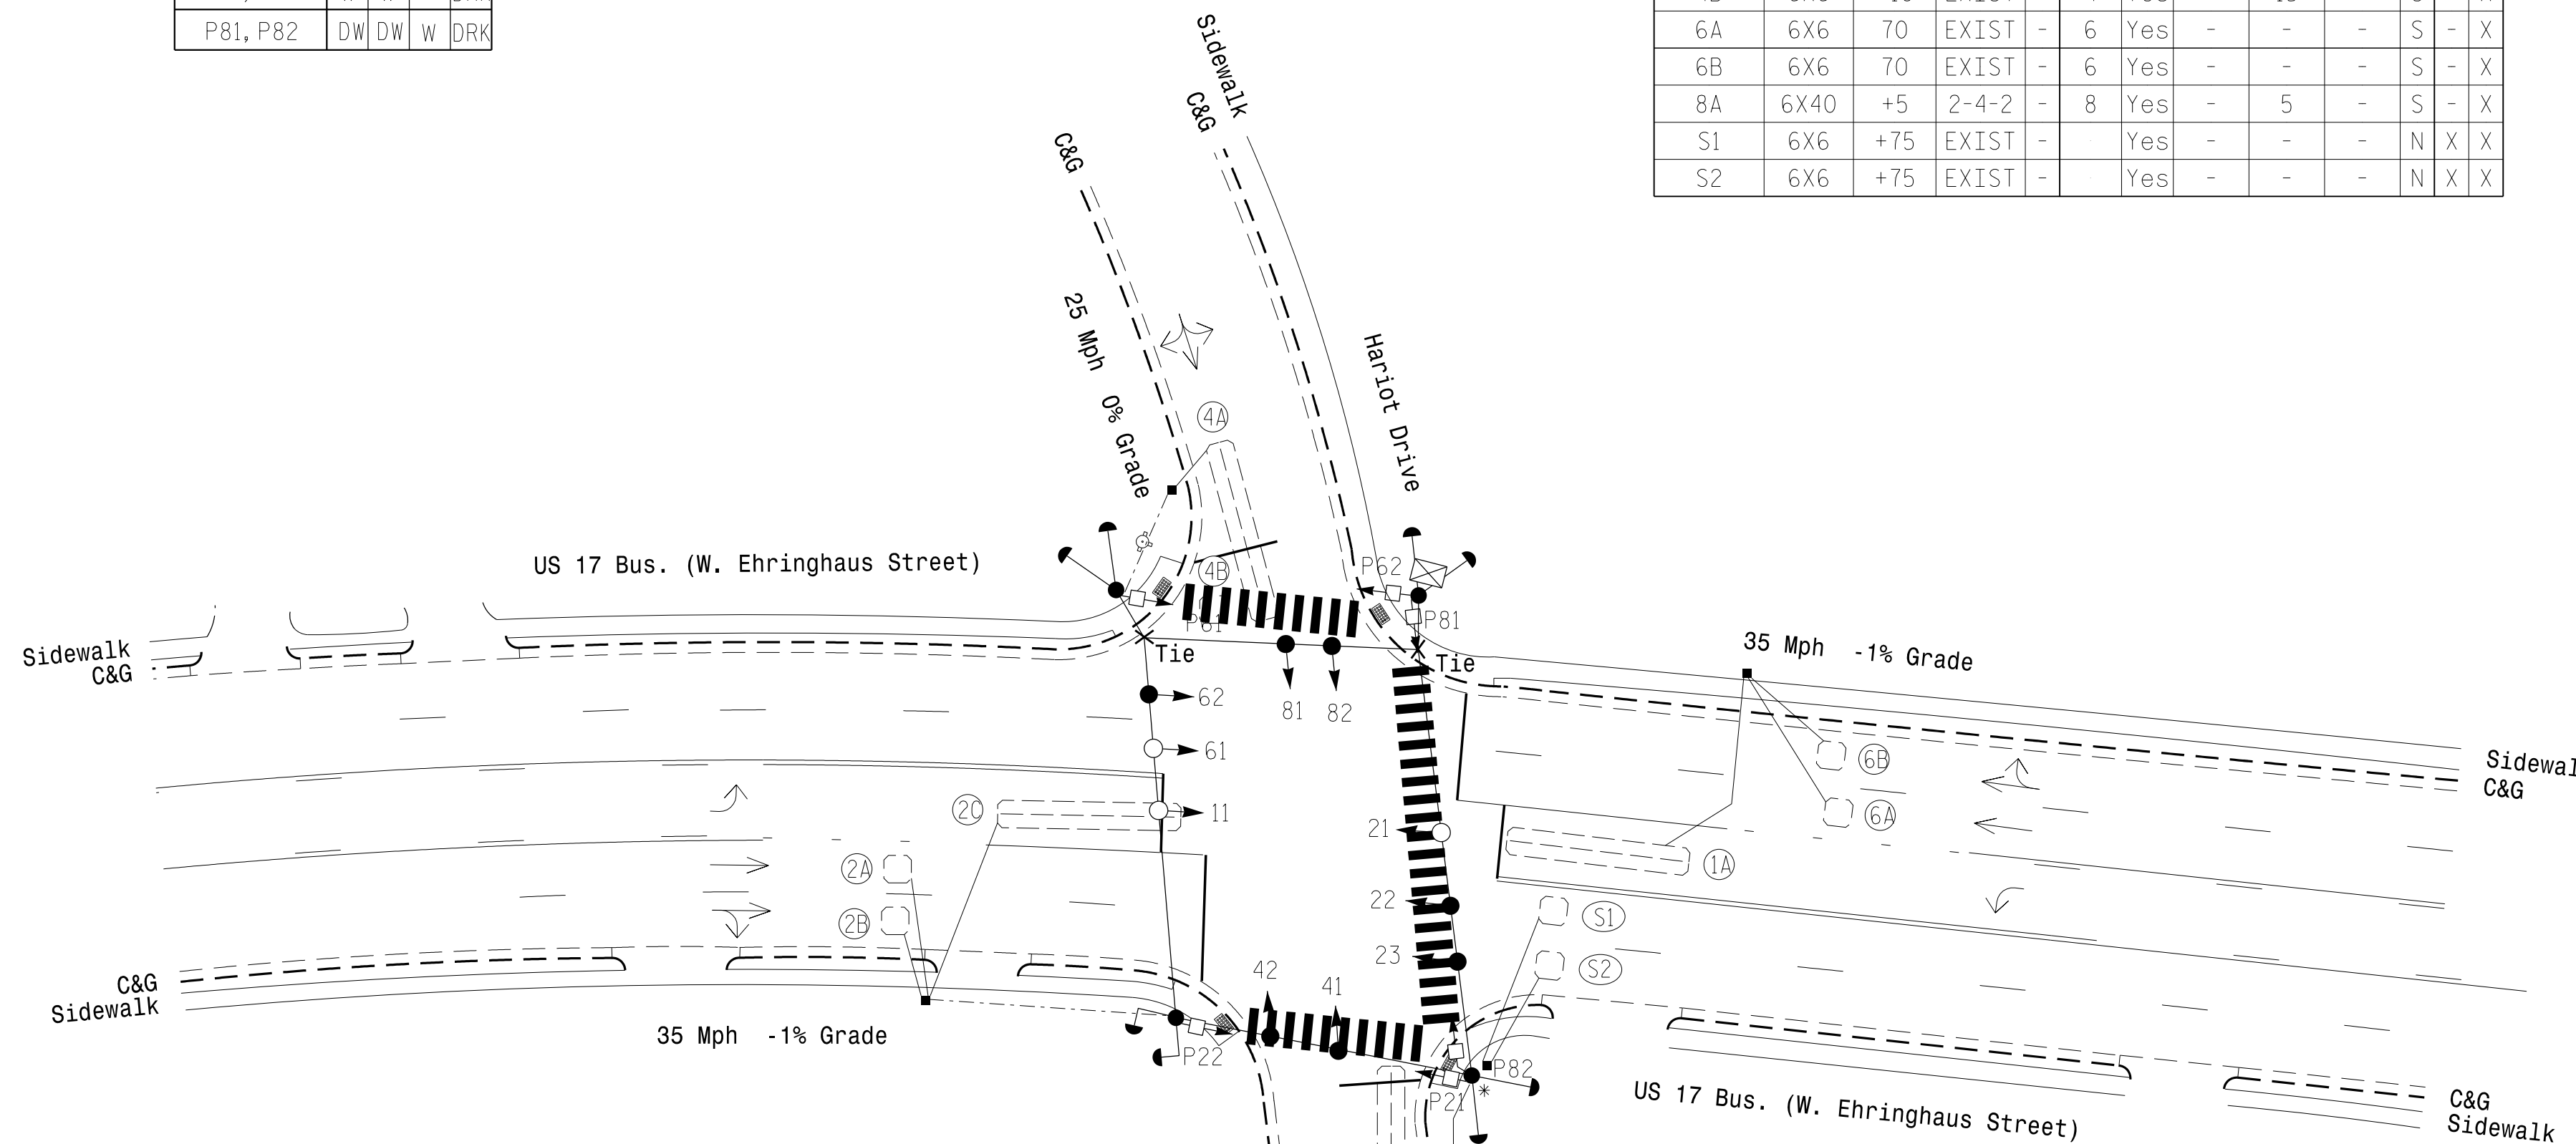 P81, P82 DW DW W DRK
6A 6X6 70 EXIST - 6 Yes - - - S - X
6B 6X6 70 EXIST - 6 Yes - - - S - X
8A 6X40 +5 2-4-2 - 8 Yes - 5 - S - X
S1 6X6 +75 EXIST - Yes - - - N X X
S2 6X6 +75 EXIST - Yes - - - N X X
Sidewalk
C&G
C&G
25 Mph 0% Grade
Hariot Drive
4A
US 17 Bus. (W. Ehringhaus Street)
4B
P62
P61
P81
Tie
Tie
Sidewalk
C&G
35 Mph -1% Grade
62
81
82
61
11
2C
6B
6A
Sidewal
C&G
21
1A
2A
2B
22
S1
23
S2
42
41
C&G
Sidewalk
35 Mph -1% Grade
P22
P82
P21
US 17 Bus. (W. Ehringhaus Street)
C&G
Sidewalk